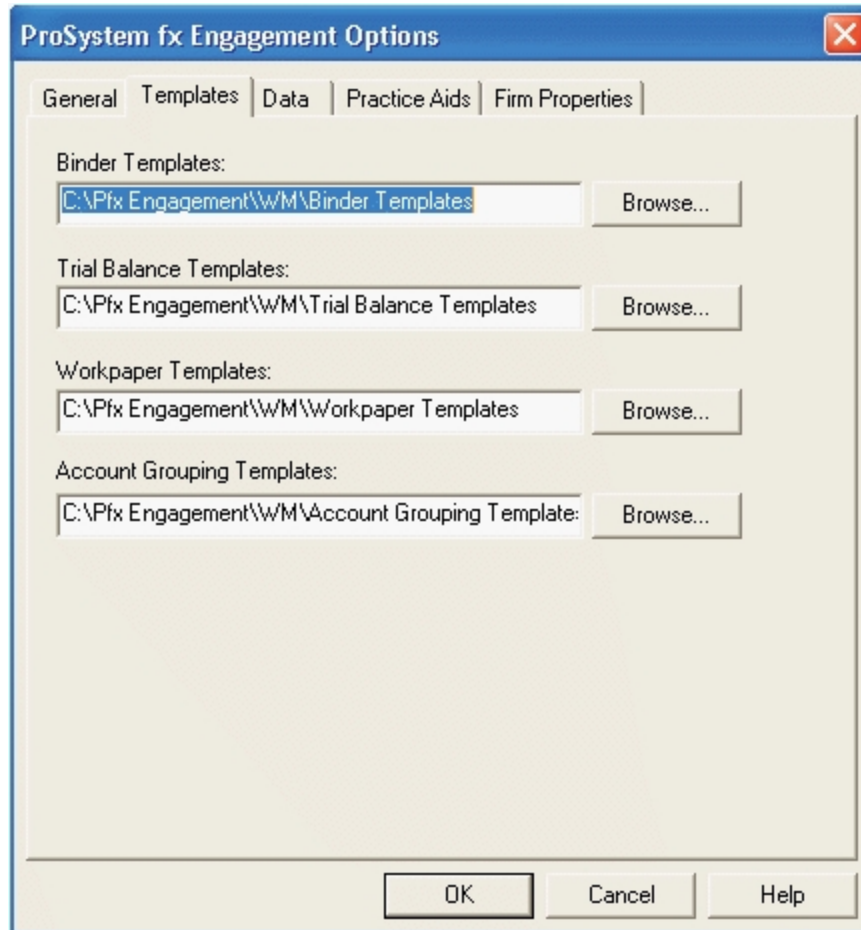 ProSystem fx Engagement Options
General Templates Data Practice Aids Firm Properties
Binder Templates:
C:\Pfx Engagement\WM\Binder Templates Browse...
Trial Balance Templates:
C:\Pfx Engagement\WM\Trial Balance Templates Browse...
Workpaper Templates:
C:\Pfx Engagement\WM\Workpaper Templates Browse...
Account Grouping Templates:
C:\Pfx Engagement\WM\Account Grouping Template Browse...
OK Cancel Help